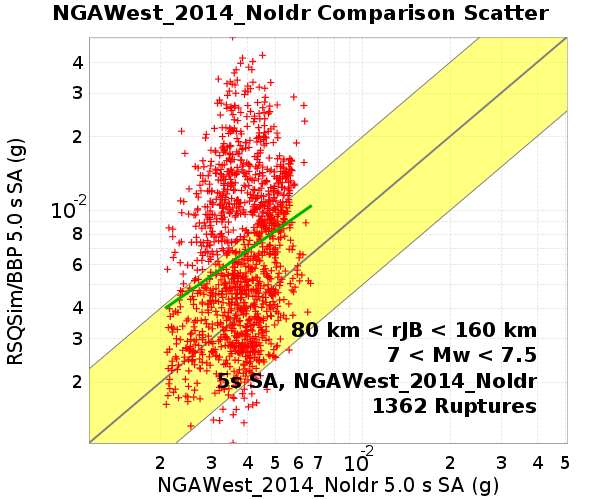 NGAWest_2014_NoIdr Comparison Scatter
RSQSim/BBP 5.0 s SA (g)
4
3
2
10-2
8
6
4
3
2
80 km < rJB < 160 km
7 < Mw < 7.5
5s SA, NGAWest_2014_NoIdr
1362 Ruptures
2 3 4 5 6 7 10-2 2 3 4 5
NGAWest_2014_NoIdr 5.0 s SA (g)